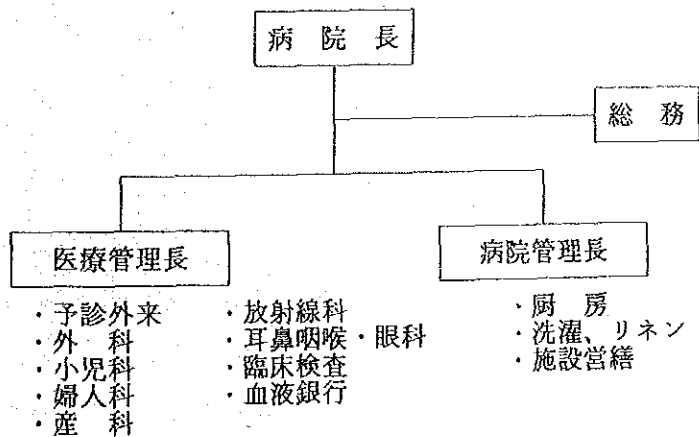 病 院 長
総 務
医療管理長
・予診外来
・外 科
・小児科
・婦人科
・産 科
・放射線科
・耳鼻咽喉・眼科
・臨床検査
・血液銀行
病院管理長
・厨 房
・洗濯、リネン
・施設営繕